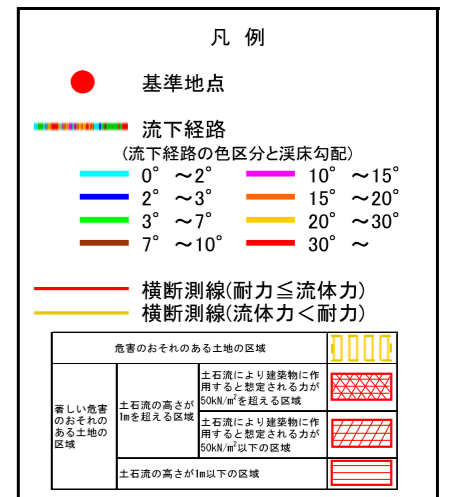 凡 例
基準地点
流下経路
(流下経路の色区分と渓床勾配)
0° ～2° 10° ～15°
2° ～3° 15° ～20°
3° ～7° 20° ～30°
7° ～10° 30° ～
横断測線(耐力≦流体力)
横断測線(流体力＜耐力)
危害のおそれのある土地の区域
著しい危害
のおそれの
ある土地の
区域
土石流の高さが
1mを超える区域
土石流により建築物に作
用すると想定される力が
50kN/m²を超える区域
土石流により建築物に作
用すると想定される力が
50kN/m²以下の区域
土石流の高さが1m以下の区域